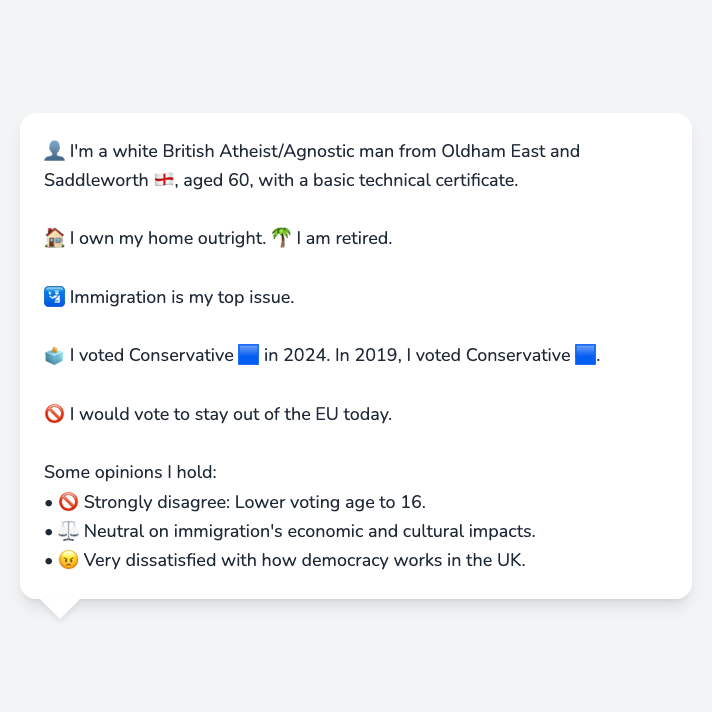 👤 I'm a white British Atheist/Agnostic man from Oldham East and
Saddleworth 🏴󠁧󠁢󠁥󠁮󠁧󠁿, aged 60, with a basic technical certificate.
🏠 I own my home outright. 🌴 I am retired.
🛂 Immigration is my top issue.
🗳️ I voted Conservative 🟦 in 2024. In 2019, I voted Conservative 🟦.
🚫 I would vote to stay out of the EU today.
Some opinions I hold:
• 🚫 Strongly disagree: Lower voting age to 16.
• ⚖️ Neutral on immigration's economic and cultural impacts.
• 😠 Very dissatisfied with how democracy works in the UK.